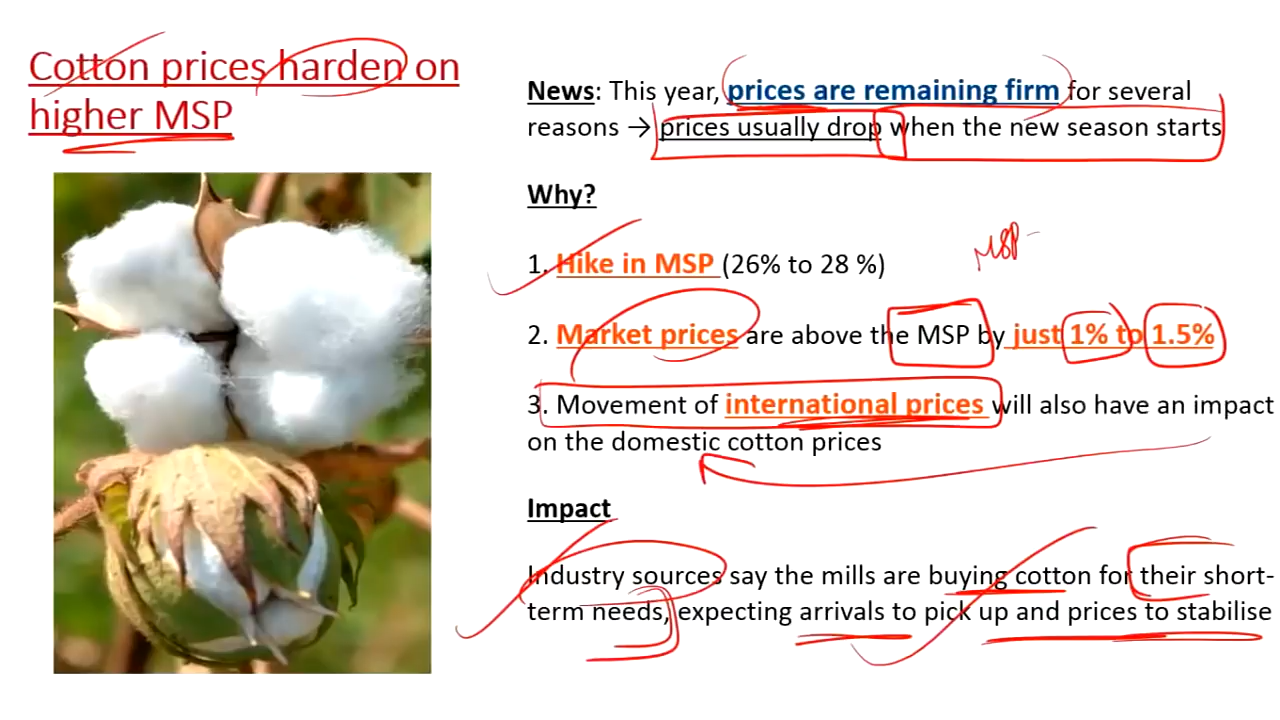 Cotton prices harden on
higher MSP
News: This year, prices are remaining firm for several
reasons → prices usually drop when the new season starts
Why?
MSP
1. Hike in MSP (26% to 28 %)
2. Market prices are above the MSP by just 1% to 1.5%
3. Movement of international prices will also have an impact
on the domestic cotton prices
Impact
Industry sources say the mills are buying cotton for their short-
term needs, expecting arrivals to pick up and prices to stabilise